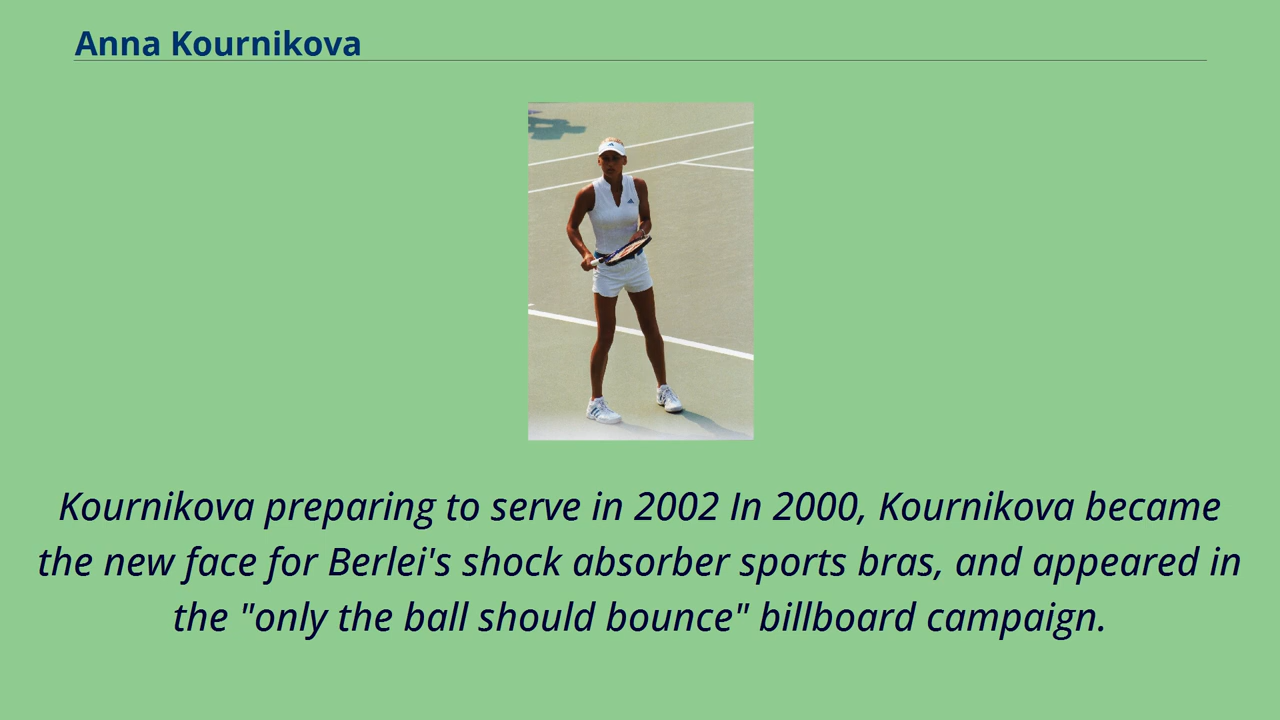 Anna Kournikova
Kournikova preparing to serve in 2002 In 2000, Kournikova became
the new face for Berlei's shock absorber sports bras, and appeared in
the "only the ball should bounce" billboard campaign.